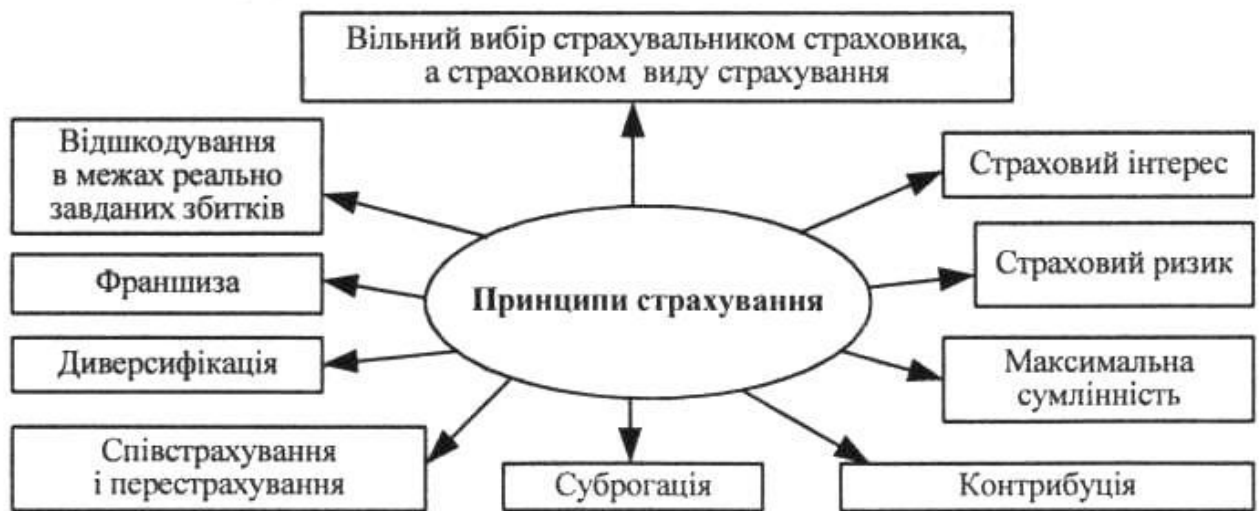 Вільний вибір страхувальником страховика,
а страховиком виду страхування
Відшкодування
в межах реально
завданих збитків
Страховий інтерес
Франшиза
Страховий ризик
Принципи страхування
Диверсифікація
Максимальна
сумлінність
Співстрахування
і перестрахування
Суброгація
Контрибуція